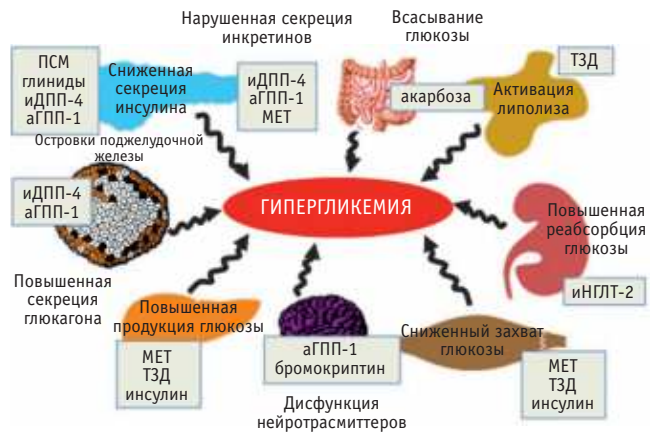 Нарушенная секреция
инкретинов
Всасывание
глюкозы
ПСМ
глиниды
иДПП-4
аГПП-1
Сниженная
секреция
инсулина
иДПП-4
аГПП-1
МЕТ
акарбоза
ТЗД
Активация
липолиза
Островки поджелудочной
железы
иДПП-4
аГПП-1
ГИПЕРГЛИКЕМИЯ
Повышенная
реабсорбция
глюкозы
иНГЛТ-2
Повышенная
секреция
глюкагона
Повышенная
продукция глюкозы
МЕТ
ТЗД
инсулин
аГПП-1
бромокриптин
Дисфункция
нейротрасмиттеров
Сниженный захват
глюкозы
МЕТ
ТЗД
инсулин